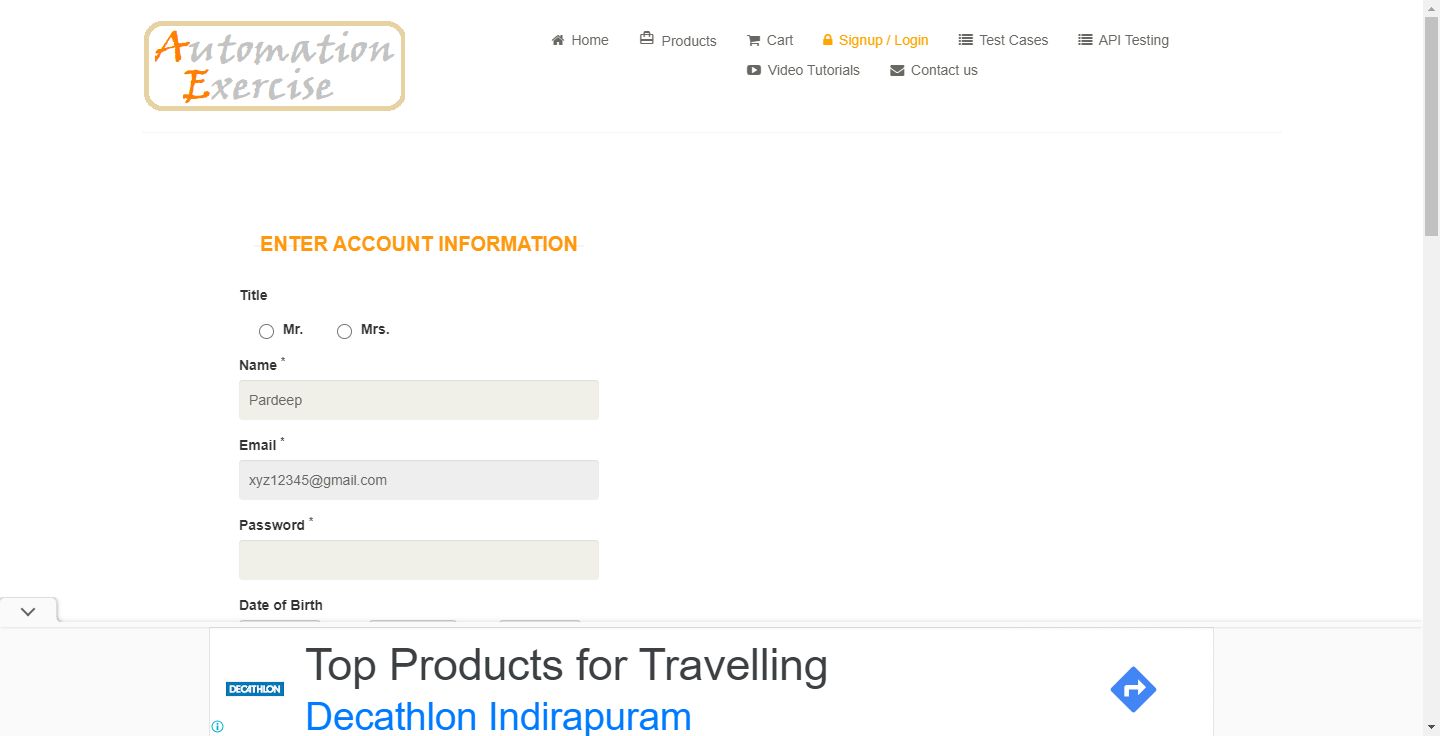 Automation
Exercise
Home
Products
Cart
Signup / Login
Test Cases
API Testing
Video Tutorials
Contact us
ENTER ACCOUNT INFORMATION
Title
Mr.
Mrs.
Name *
Pardeep
Email *
xyz12345@gmail.com
Password *
Date of Birth
Top Products for Travelling
DECATHLON
Decathlon Indirapuram